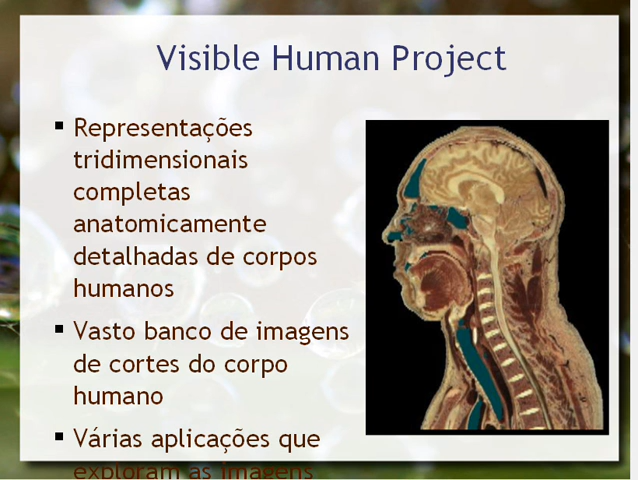 Visible Human Project
▪ Representações
tridimensionais
completas
anatomicamente
detalhadas de corpos
humanos
▪ Vasto banco de imagens
de cortes do corpo
humano
▪ Várias aplicações que
exploram as imagens